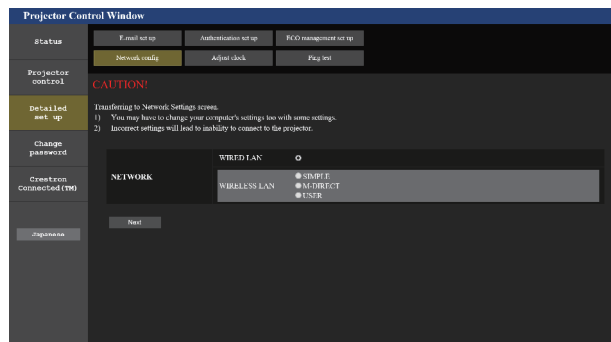 Projector Control Window
Status
E-mail set up
Authentication set up
ECO management set up
Network config
Adjust clock
Ping test
Projector
control
CAUTION!
Detailed
set up
Transferring to Network Settings screen.
1) You may have to change your computer's settings too with some settings.
2) Incorrect settings will lead to inability to connect to the projector.
Change
password
Crestron
Connected(TM)
NETWORK
WIRED LAN
WIRELESS LAN
SIMPLE
M-DIRECT
USER
Next
Japanese